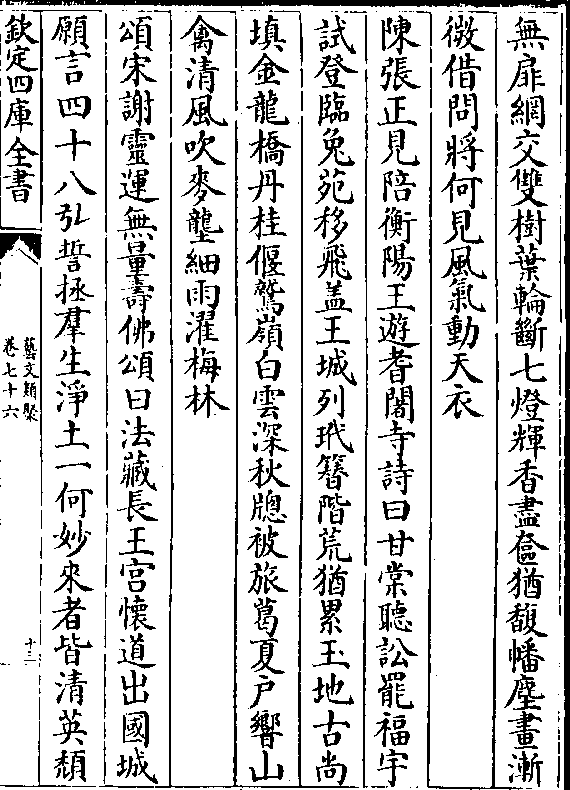 無扉網交雙樹葉輪斷七燈輝香盡奩猶馥幡塵畫漸
微借問將何見風氣動天衣
陳張正見陪衡陽王遊耆闍寺詩曰甘棠聽訟罷福宇
試登臨兔苑移飛蓋王城列玳簪階荒猶累玉地古尚
填金龍橋丹桂偃鷲嶺白雲深秋牕被旅葛夏戶響山
禽清風吹麥壟細雨濯梅林
頌宋謝靈運無量壽佛頌曰法藏長王宮懷道出國城
願言四十八弘誓拯羣生淨土一何妙來者皆清英頹
欽定四庫全書
藝文類聚
卷七十六
十三